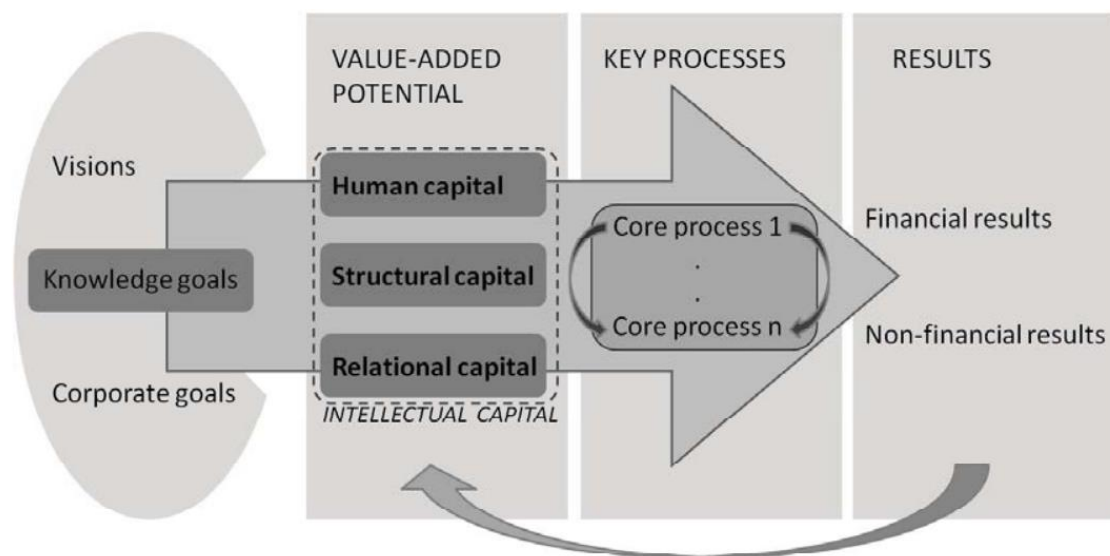 Visions
Knowledge goals
Corporate goals
VALUE-ADDED
POTENTIAL
Human capital
Structural capital
Relational capital
INTELLECTUAL CAPITAL
KEY PROCESSES
Core process 1
.
.
Core process n
RESULTS
Financial results
Non-financial results